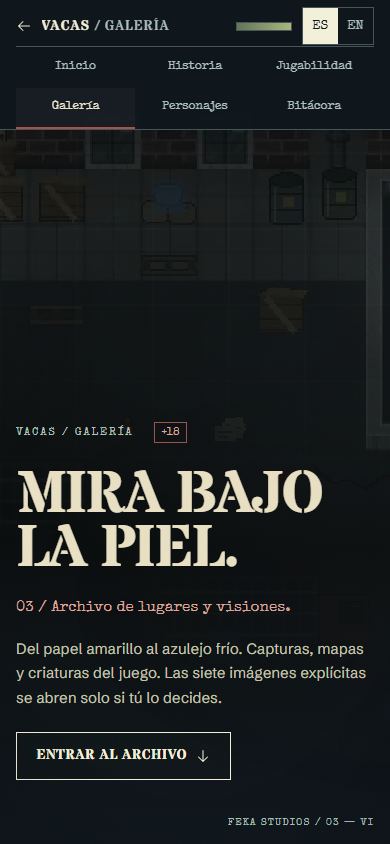 ← VACAS / GALERÍA ES EN
Inicio Historia Jugabilidad
Galería Personajes Bitácora
VACAS / GALERÍA +18
MIRA BAJO
LA PIEL.
03 / Archivo de lugares y visiones.
Del papel amarillo al azulejo frío. Capturas, mapas
y criaturas del juego. Las siete imágenes explícitas
se abren solo si tú lo decides.
ENTRAR AL ARCHIVO ↓
FEKA STUDIOS / 03 — VI